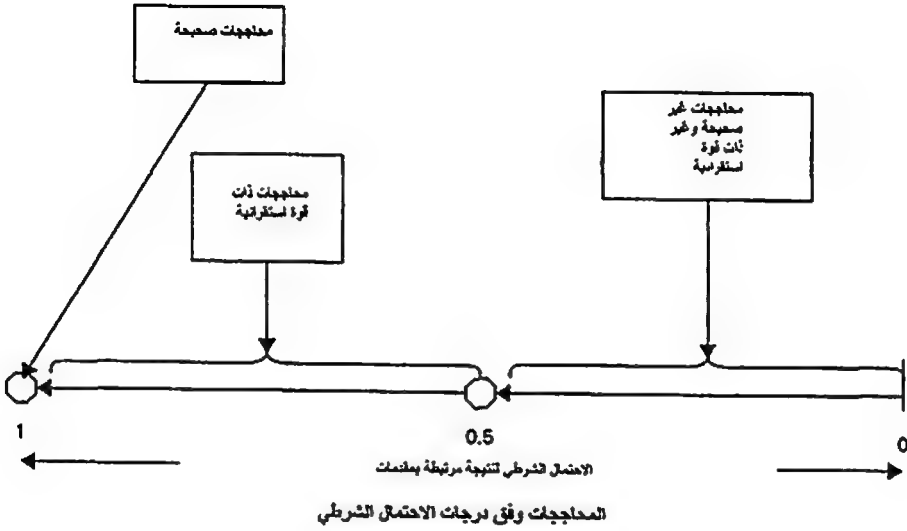 محاججات صحيحة
محاججات غير
صحيحة وغير
ذات قوة
استقرائية
محاججات ذات
قوة استقرائية
1
0.5
0
الاحتمال الشرطي لنتيجة مرتبطة بمقدمات
المحاججات وفق درجات الاحتمال الشرطي